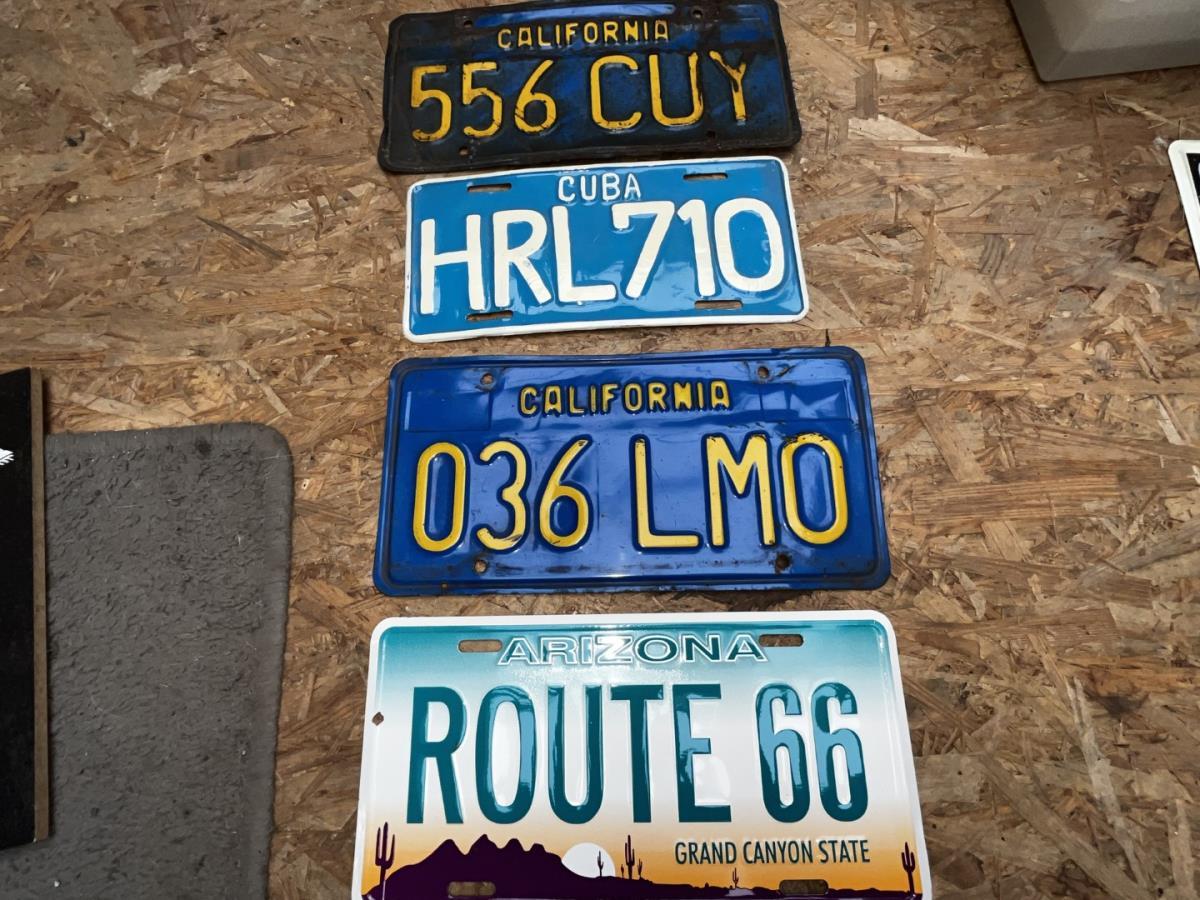 CALIFORNIA
556 CUY
CUBA
HRL710
CALIFORNIA
036 LMO
ARIZONA
ROUTE 66
GRAND CANYON STATE